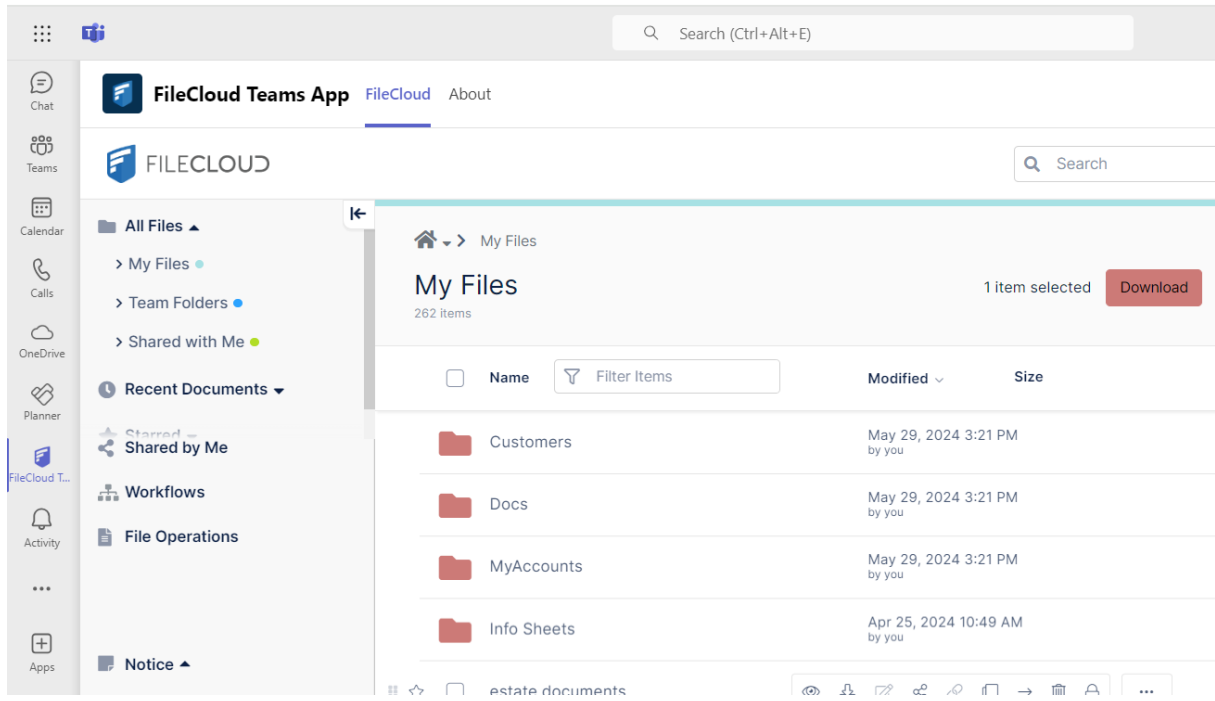 Search (Ctrl+Alt+E)
Chat
Teams
Calendar
Calls
OneDrive
Planner
FileCloud T...
Activity
Apps
FileCloud Teams App FileCloud About
FILECLOUD
Search
All Files
My Files
Team Folders
Shared with Me
Recent Documents
Starred
Shared by Me
Workflows
File Operations
Notice
My Files
My Files
262 items
1 item selected Download
Name Filter Items Modified Size
Customers May 29, 2024 3:21 PM
by you
Docs May 29, 2024 3:21 PM
by you
MyAccounts May 29, 2024 3:21 PM
by you
Info Sheets Apr 25, 2024 10:49 AM
by you
estate documents